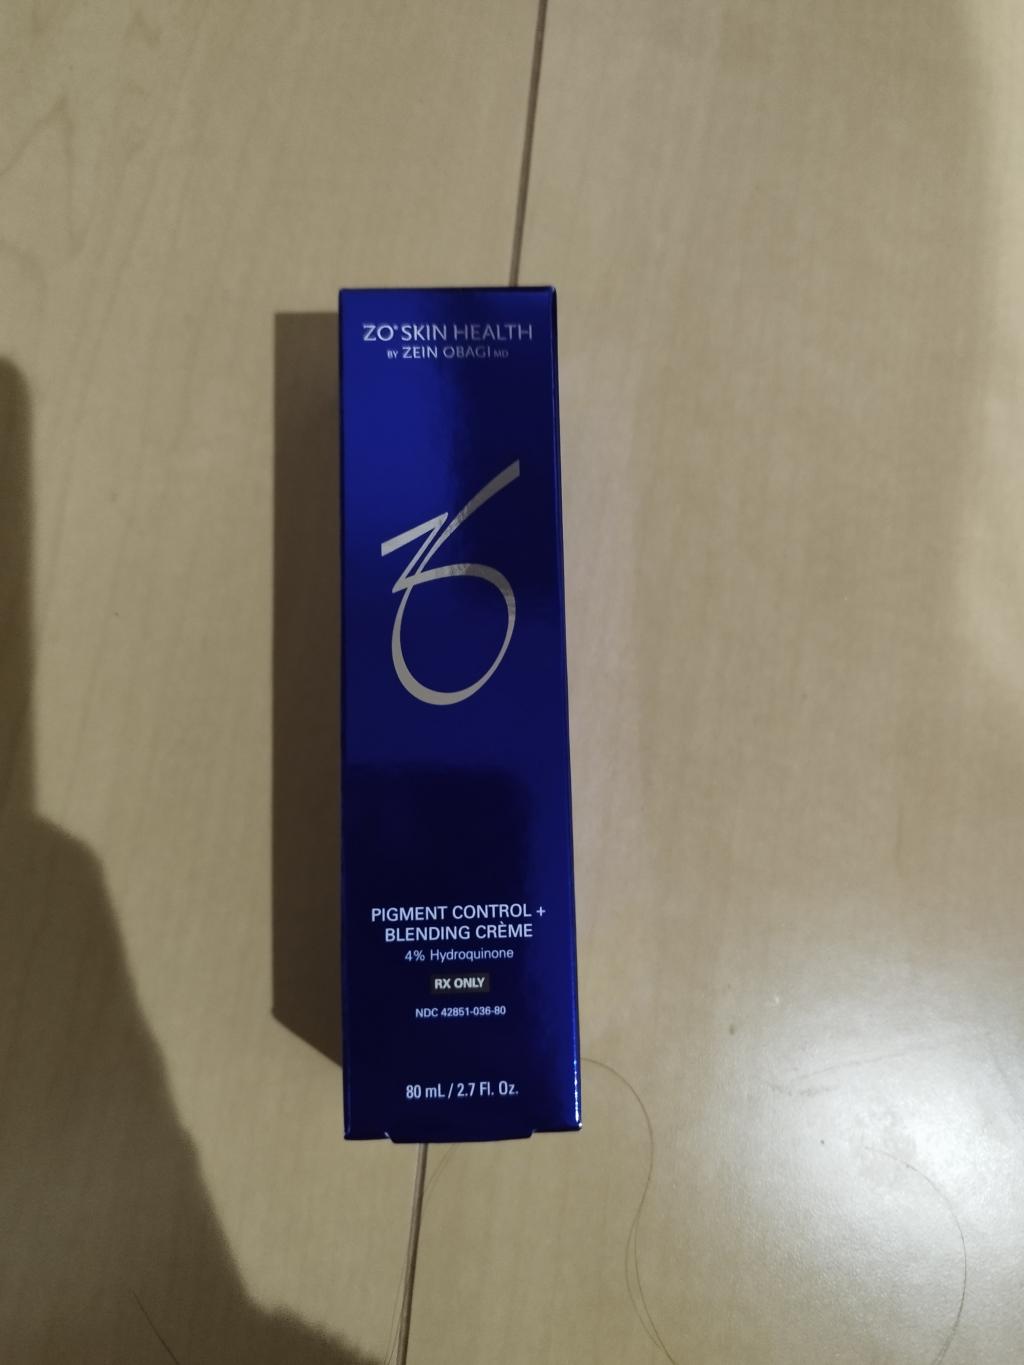 ZO® SKIN HEALTH
BY ZEIN OBAGI MD
ZO
PIGMENT CONTROL +
BLENDING CRÈME
4% Hydroquinone
RX ONLY
NDC 42851-036-80
80 mL / 2.7 Fl. Oz.